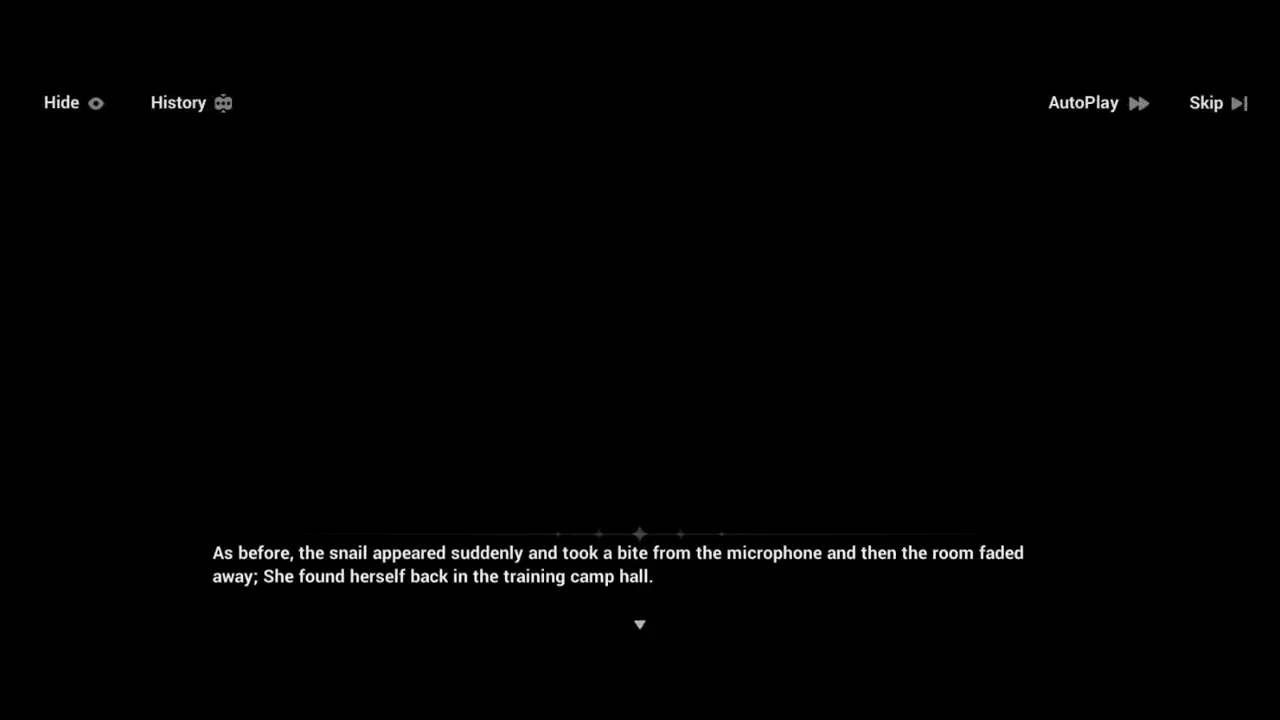 Hide
History
AutoPlay
Skip
As before, the snail appeared suddenly and took a bite from the microphone and then the room faded
away; She found herself back in the training camp hall.